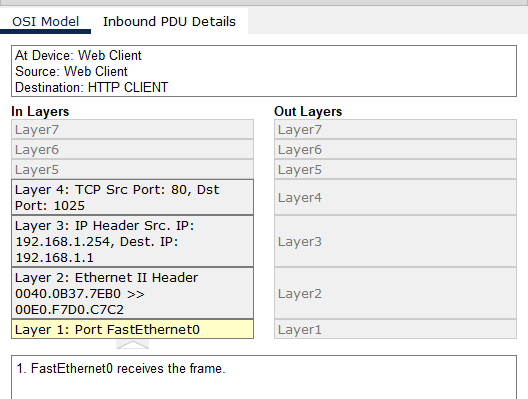 OSI Model Inbound PDU Details
At Device: Web Client
Source: Web Client
Destination: HTTP CLIENT
In Layers
Layer7
Layer6
Layer5
Layer 4: TCP Src Port: 80, Dst
Port: 1025
Layer 3: IP Header Src. IP:
192.168.1.254, Dest. IP:
192.168.1.1
Layer 2: Ethernet II Header
0040.0B37.7EB0 >>
00E0.F7D0.C7C2
Layer 1: Port FastEthernet0
Out Layers
Layer7
Layer6
Layer5
Layer4
Layer3
Layer2
Layer1
1. FastEthernet0 receives the frame.